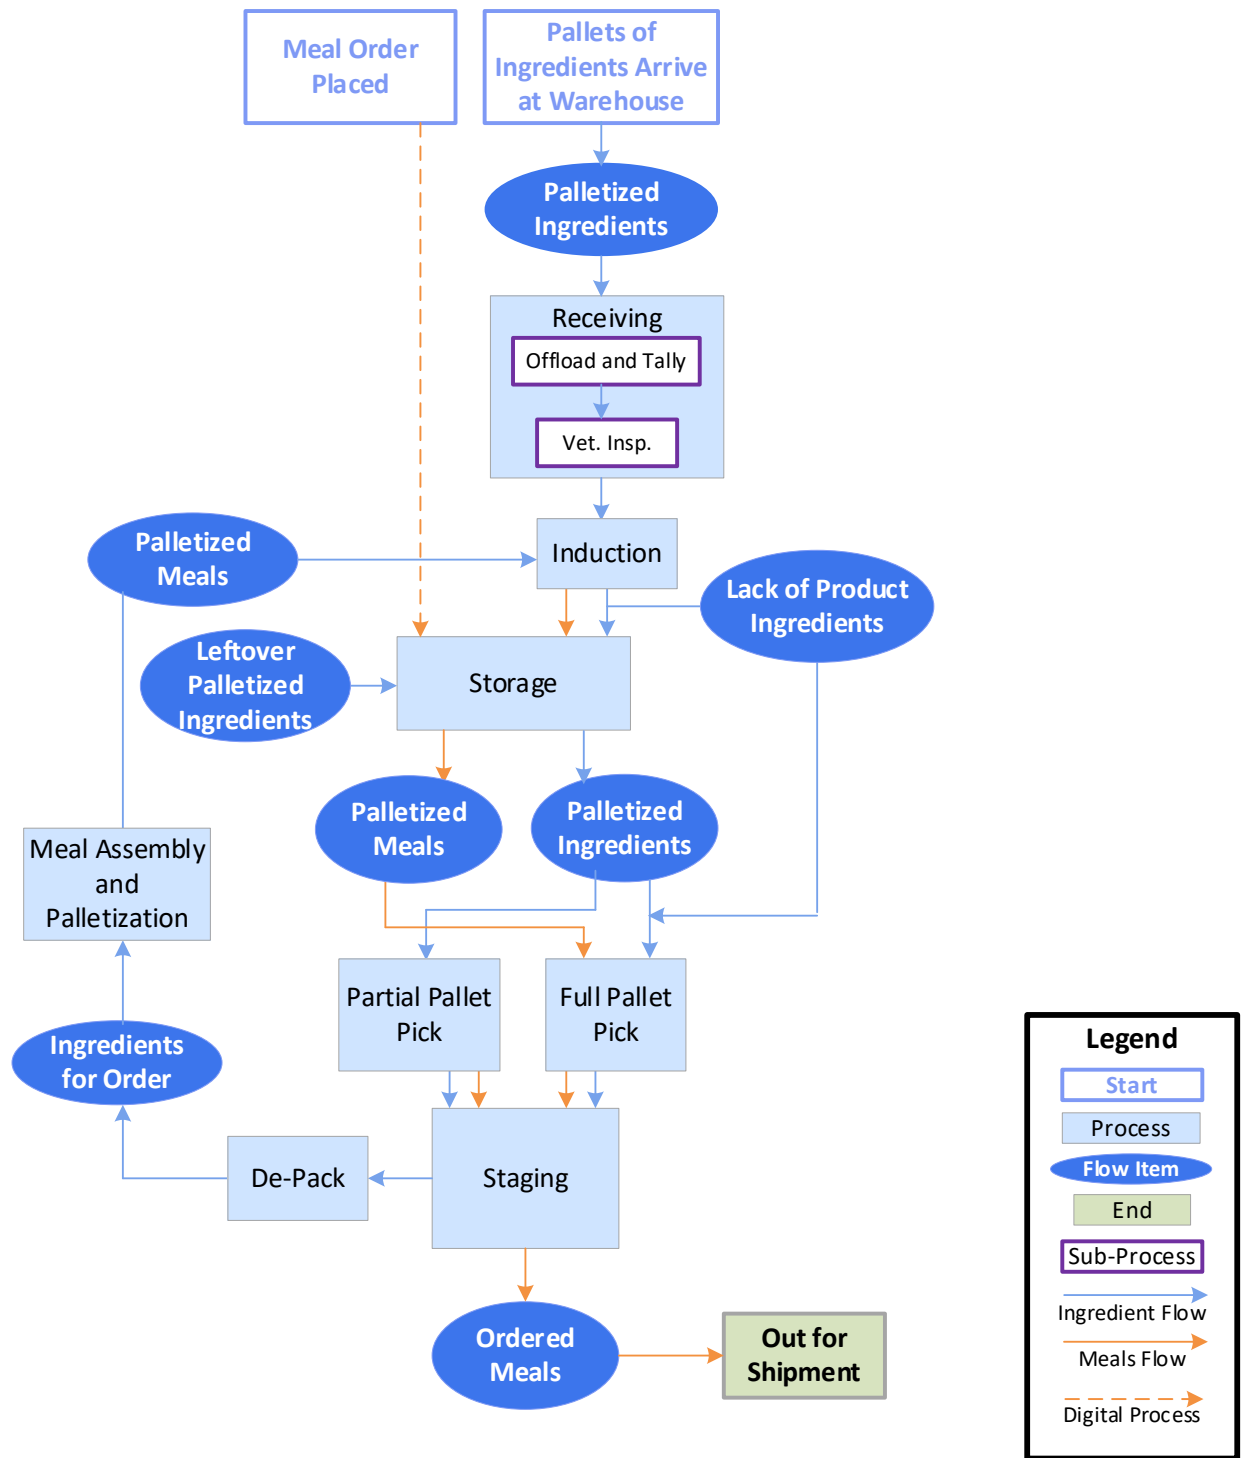 Meal Order
Placed
Pallets of
Ingredients Arrive
at Warehouse
Palletized
Ingredients
Receiving
Offload and Tally
Vet. Insp.
Palletized
Meals
Induction
Lack of Product
Ingredients
Leftover
Palletized
Ingredients
Storage
Palletized
Meals
Palletized
Ingredients
Meal Assembly
and
Palletization
Partial Pallet
Pick
Full Pallet
Pick
Ingredients
for Order
De-Pack
Staging
Ordered
Meals
Out for
Shipment
Legend
Start
Process
Flow Item
End
Sub-Process
Ingredient Flow
Meals Flow
Digital Process